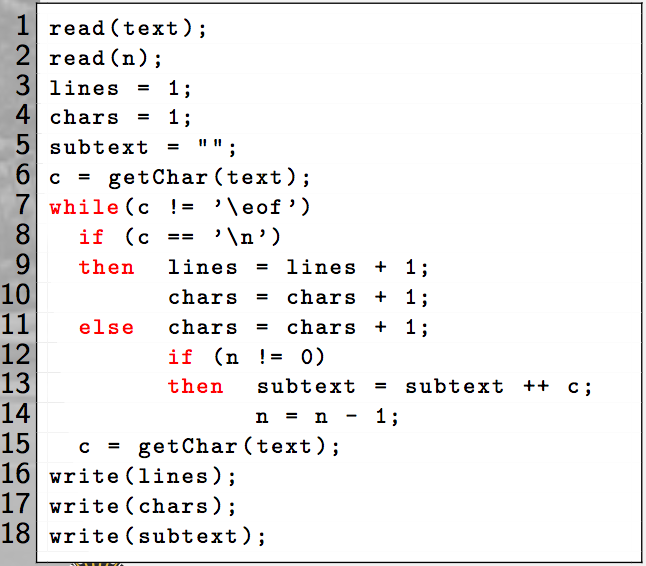 1 read(text);
2 read(n);
3 lines = 1;
4 chars = 1;
5 subtext = "";
6 c = getChar(text);
7 while(c != ’\eof’)
8   if (c == ’\n’)
9   then  lines = lines + 1;
10         chars = chars + 1;
11   else  chars = chars + 1;
12         if (n != 0)
13         then  subtext = subtext ++ c;
14               n = n - 1;
15   c = getChar(text);
16 write(lines);
17 write(chars);
18 write(subtext);